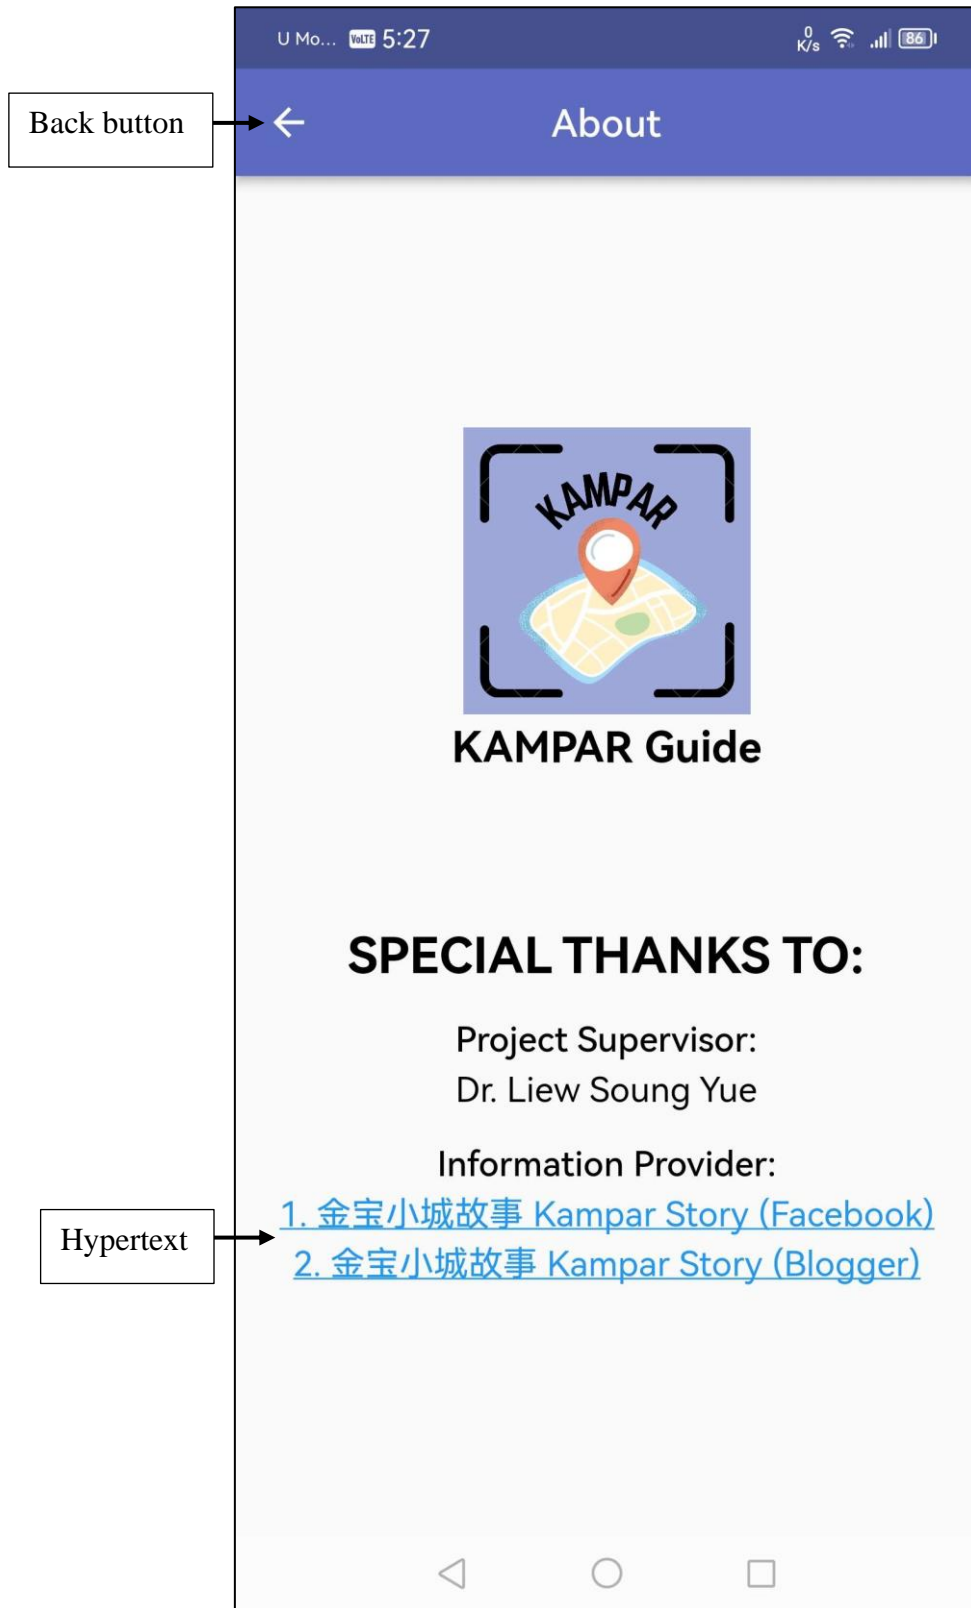 U Mo... VoLTE 5:27 0 K/s 86
Back button
About
KAMPAR
KAMPAR Guide
SPECIAL THANKS TO:
Project Supervisor:
Dr. Liew Soung Yue
Information Provider:
1. 金宝小城故事 Kampar Story (Facebook)
Hypertext
2. 金宝小城故事 Kampar Story (Blogger)